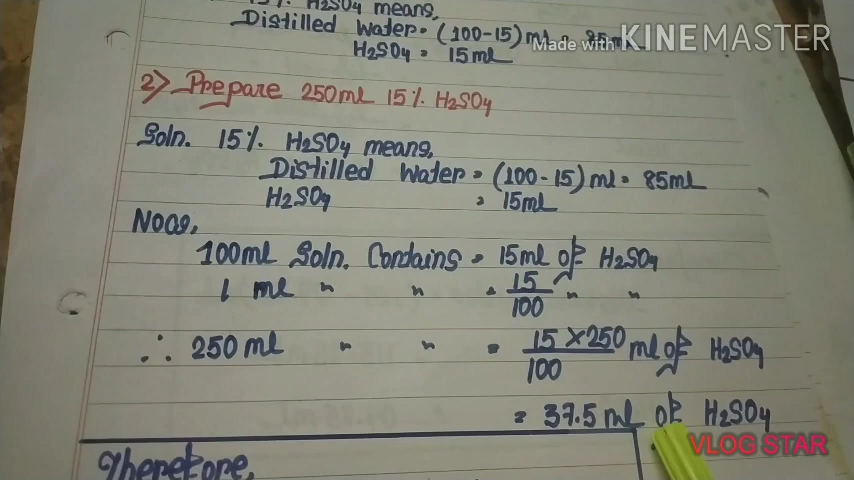 15% H₂SO₄ means,
Distilled Water = (100-15) ml = 85ml
H₂SO₄ = 15ml
Made with KINEMASTER
2) Prepare 250ml 15% H₂SO₄
Soln. 15% H₂SO₄ means,
Distilled Water = (100-15) ml = 85ml
H₂SO₄ = 15ml
Now,
100ml Soln. Contains = 15ml of H₂SO₄
1 ml " " = 15/100 " "
∴ 250 ml " " = 15 × 250/100 ml of H₂SO₄
= 37.5 ml of H₂SO₄
VLOG STAR
Therefore,